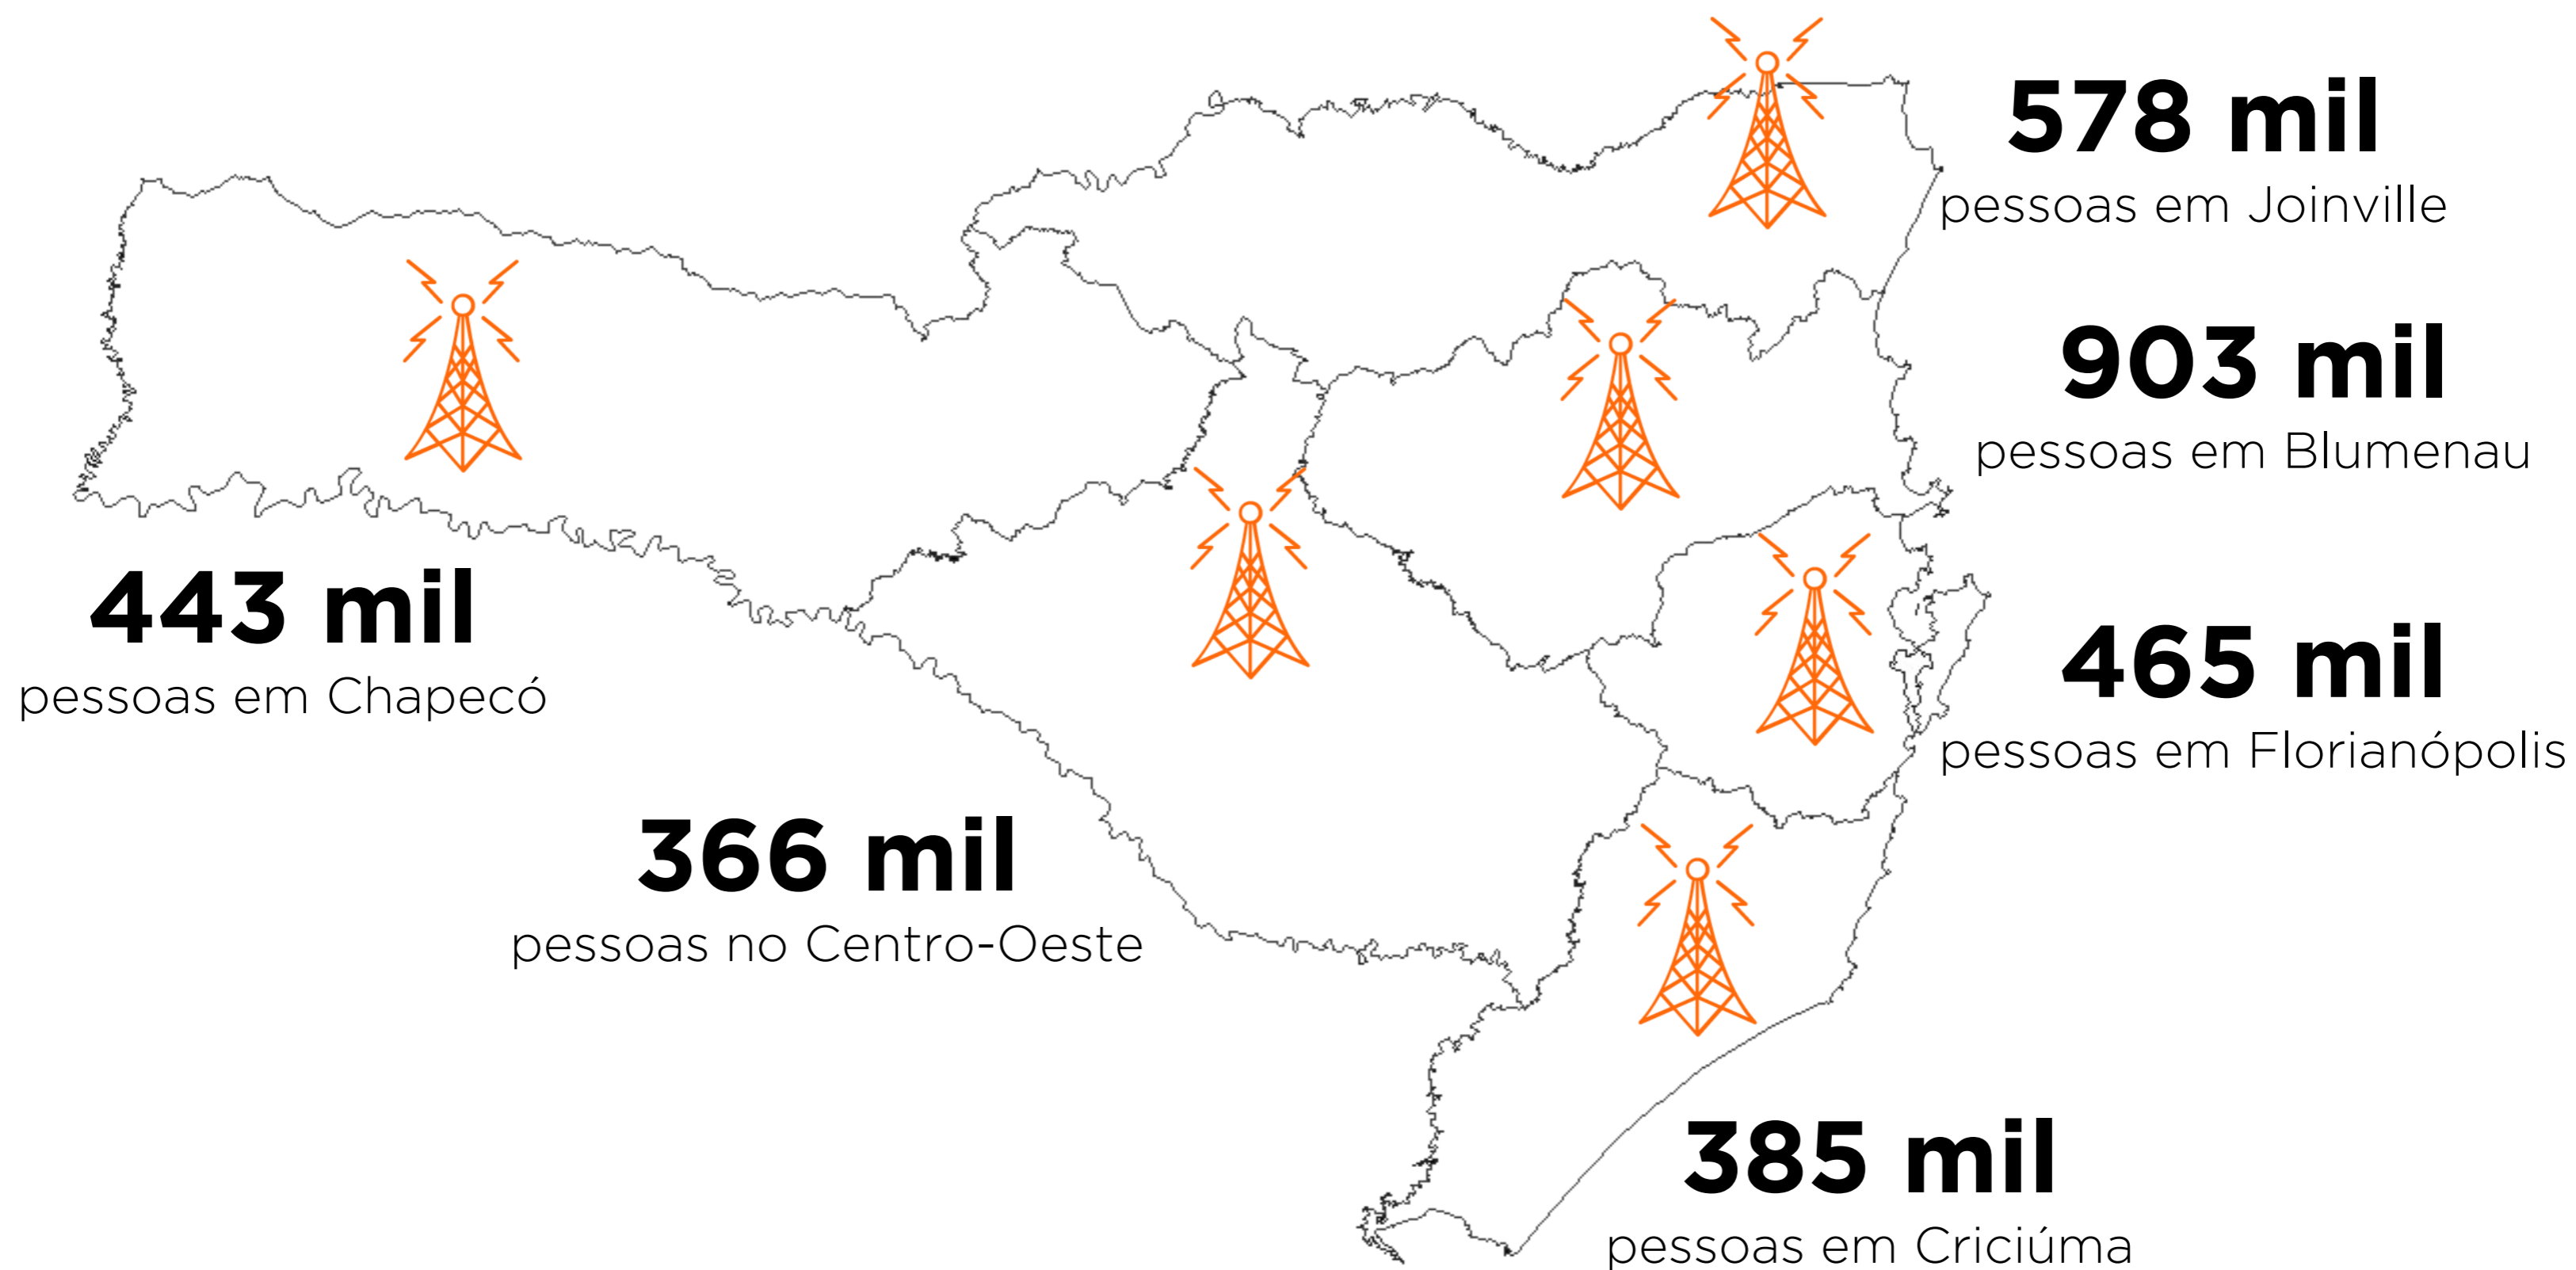 578 mil
pessoas em Joinville
903 mil
pessoas em Blumenau
443 mil
pessoas em Chapecó
465 mil
pessoas em Florianópolis
366 mil
pessoas no Centro-Oeste
385 mil
pessoas em Criciúma